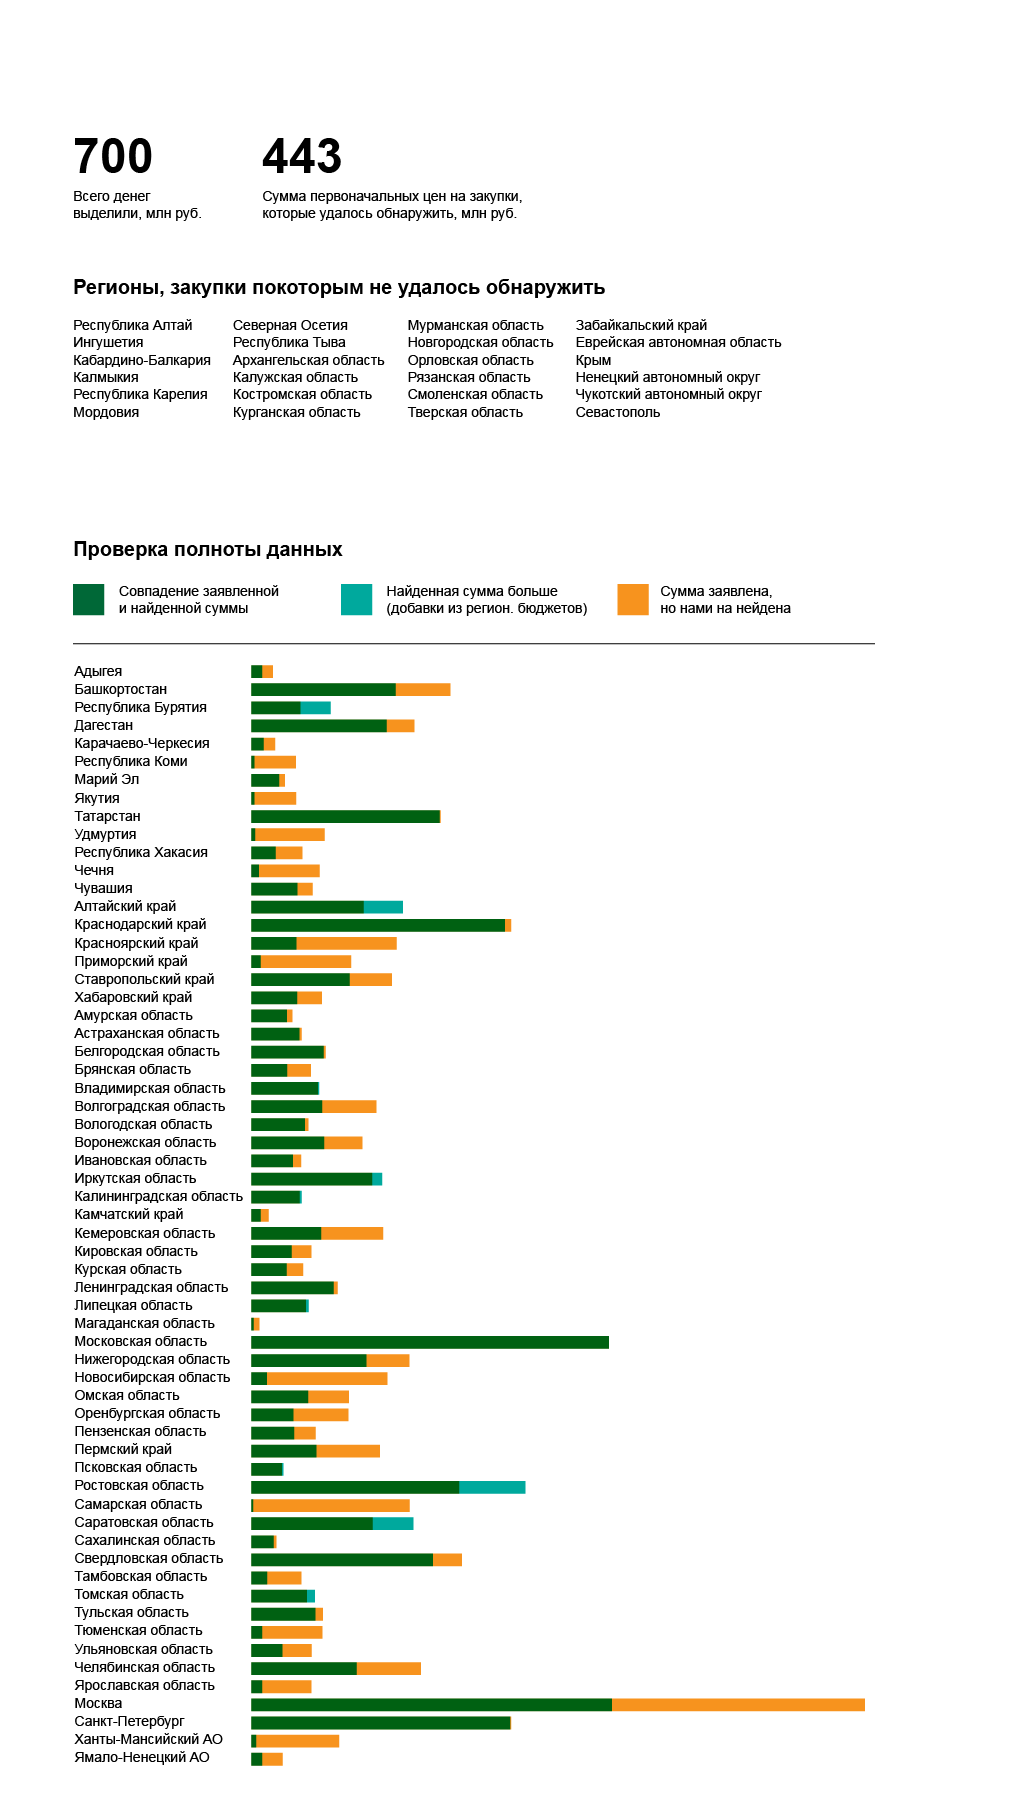 700
443
Всего денег
выделили, млн руб.
Сумма первоначальных цен на закупки,
которые удалось обнаружить, млн руб.
Регионы, закупки покоторым не удалось обнаружить
Республика Алтай
Ингушетия
Кабардино-Балкария
Калмыкия
Республика Карелия
Мордовия
Северная Осетия
Республика Тыва
Архангельская область
Калужская область
Костромская область
Курганская область
Мурманская область
Новгородская область
Орловская область
Рязанская область
Смоленская область
Тверская область
Забайкальский край
Еврейская автономная область
Крым
Ненецкий автономный округ
Чукотский автономный округ
Севастополь
Проверка полноты данных
Совпадение заявленной
и найденной суммы
Найденная сумма больше
(добавки из регион. бюджетов)
Сумма заявлена,
но нами на нейдена
Адыгея
Башкортостан
Республика Бурятия
Дагестан
Карачаево-Черкесия
Республика Коми
Марий Эл
Якутия
Татарстан
Удмуртия
Республика Хакасия
Чечня
Чувашия
Алтайский край
Краснодарский край
Красноярский край
Приморский край
Ставропольский край
Хабаровский край
Амурская область
Астраханская область
Белгородская область
Брянская область
Владимирская область
Волгоградская область
Вологодская область
Воронежская область
Ивановская область
Иркутская область
Калининградская область
Камчатский край
Кемеровская область
Кировская область
Курская область
Ленинградская область
Липецкая область
Магаданская область
Московская область
Нижегородская область
Новосибирская область
Омская область
Оренбургская область
Пензенская область
Пермский край
Псковская область
Ростовская область
Самарская область
Саратовская область
Сахалинская область
Свердловская область
Тамбовская область
Томская область
Тульская область
Тюменская область
Ульяновская область
Челябинская область
Ярославская область
Москва
Санкт-Петербург
Ханты-Мансийский АО
Ямало-Ненецкий АО